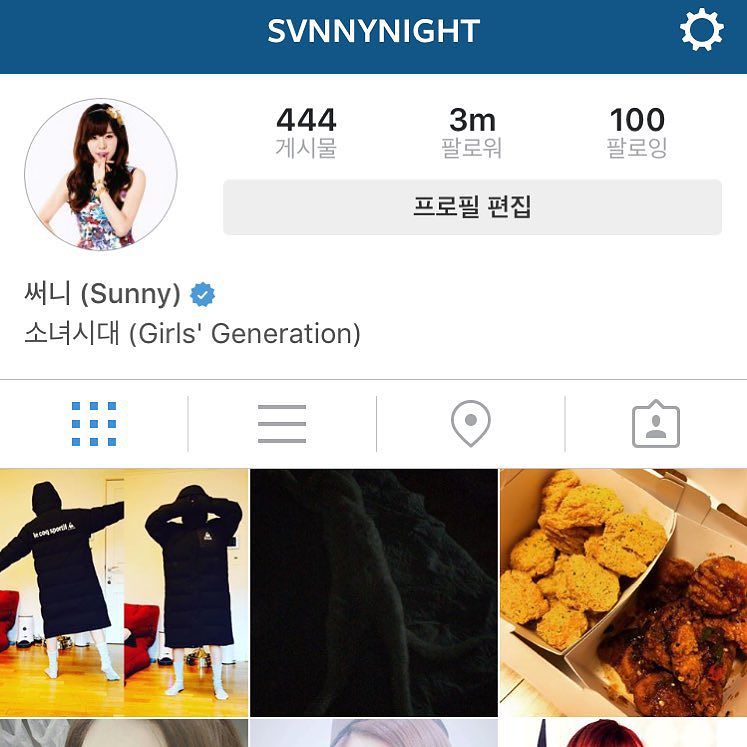 SVNNYNIGHT
444 3m 100
게시물 팔로워 팔로잉
프로필 편집
써니 (Sunny)
소녀시대 (Girls' Generation)
le coq sportif